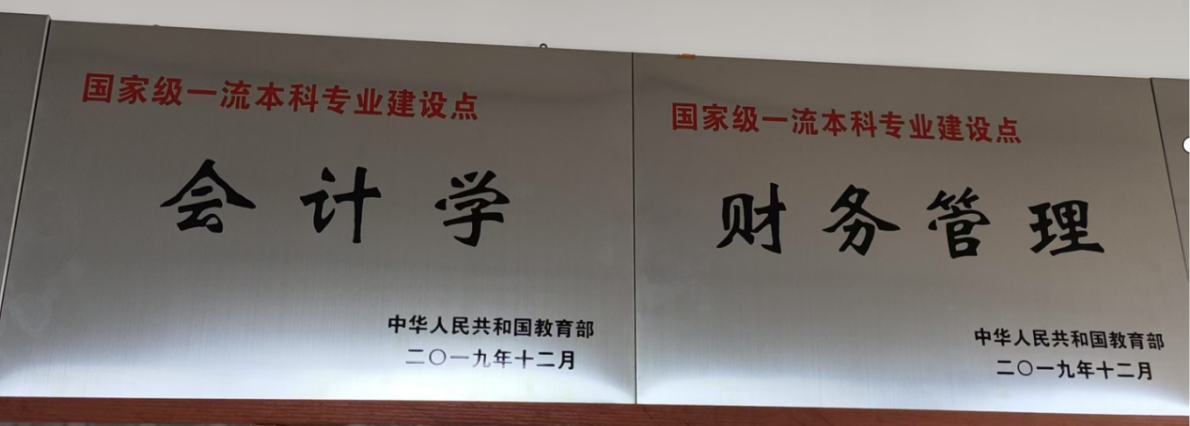 国家级一流本科专业建设点
会计学
中华人民共和国教育部
二〇一九年十二月
国家级一流本科专业建设点
财务管理
中华人民共和国教育部
二〇一九年十二月